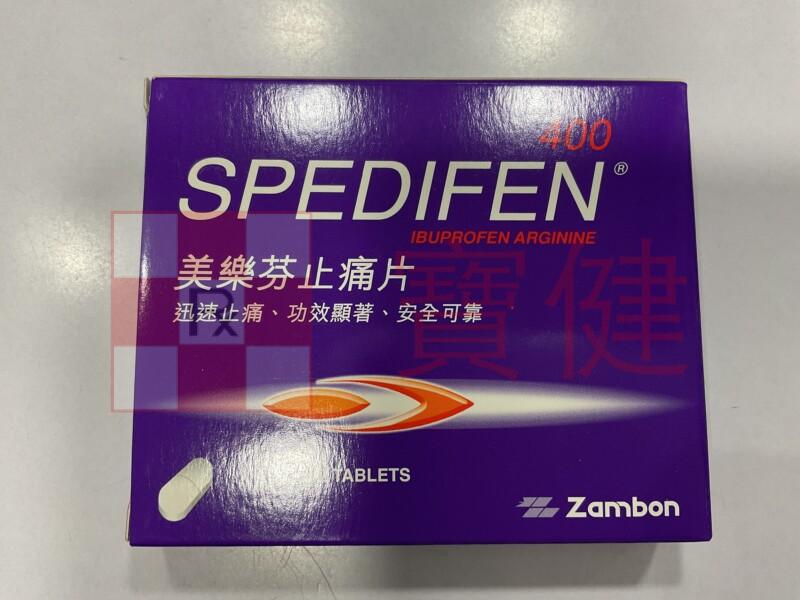 400
SPEDIFEN®
IBUPROFEN ARGININE
美樂芬止痛片
迅速止痛、功效顯著、安全可靠
Rx
寶健
TABLETS
Zambon